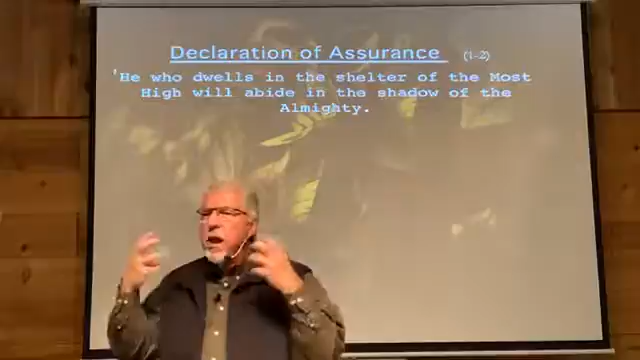 Declaration of Assurance (1-2)
'He who dwells in the shelter of the Most
High will abide in the shadow of the
Almighty.